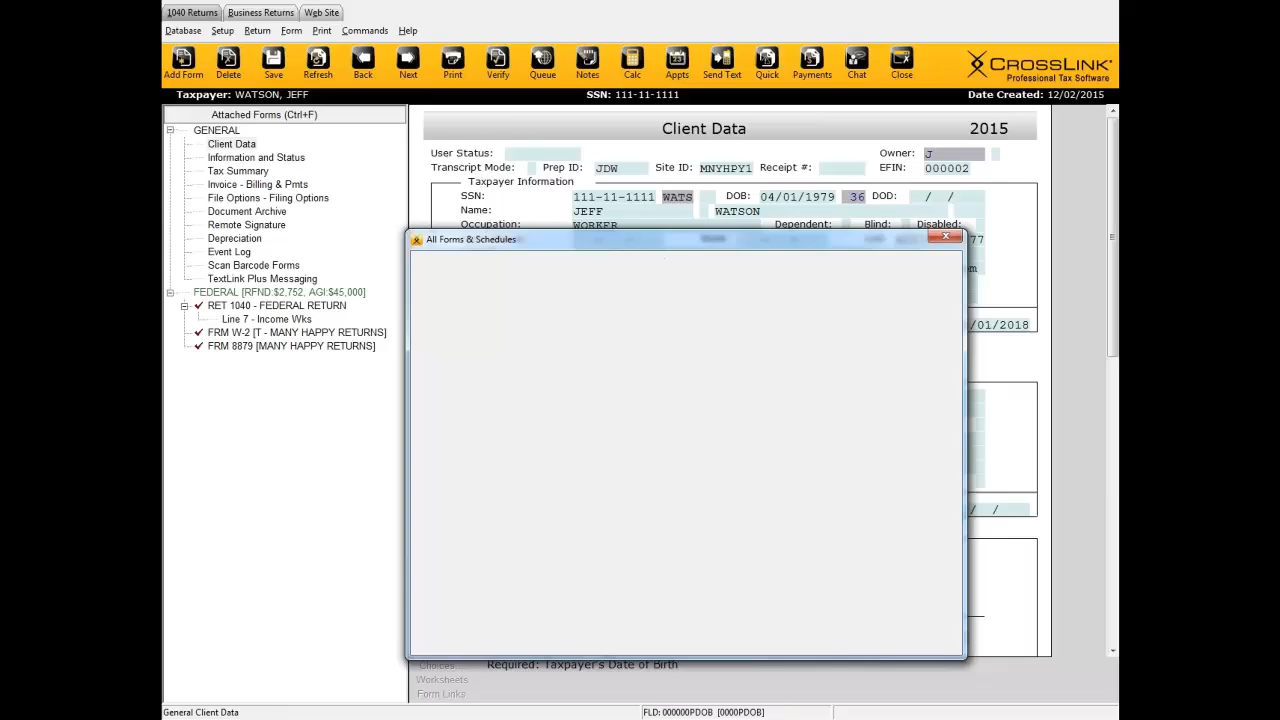 1040 Returns Business Returns Web Site
Database Setup Return Form Print Commands Help
Add Form Delete Save Refresh Back Next Print Verify Queue Notes Calc Appts Send Text Quick Payments Chat Close
CROSSLINK
Professional Tax Software
Taxpayer: WATSON, JEFF SSN: 111-11-1111 Date Created: 12/02/2015
Attached Forms (Ctrl+F)
GENERAL
Client Data
Information and Status
Tax Summary
Invoice - Billing & Pmts
File Options - Filing Options
Document Archive
Remote Signature
Depreciation
Event Log
Scan Barcode Forms
TextLink Plus Messaging
FEDERAL [RFND:$2,752, AGI:$45,000]
RET 1040 - FEDERAL RETURN
Line 7 - Income Wks
FRM W-2 [T - MANY HAPPY RETURNS]
FRM 8879 [MANY HAPPY RETURNS]
Client Data 2015
User Status: Owner: J
Transcript Mode: Prep ID: JDW Site ID: MNYHPY1 Receipt #: EFIN: 000002
Taxpayer Information
SSN: 111-11-1111 WATS DOB: 04/01/1979 36 DOD: / /
Name: JEFF WATSON
Occupation: WORKER Dependent: Blind: Disabled:
All Forms & Schedules
77
m
/01/2018
/ /
Choices...
Required: Taxpayer's Date of Birth
Worksheets
Form Links
General Client Data FLD: 000000PDOB [0000PDOB]